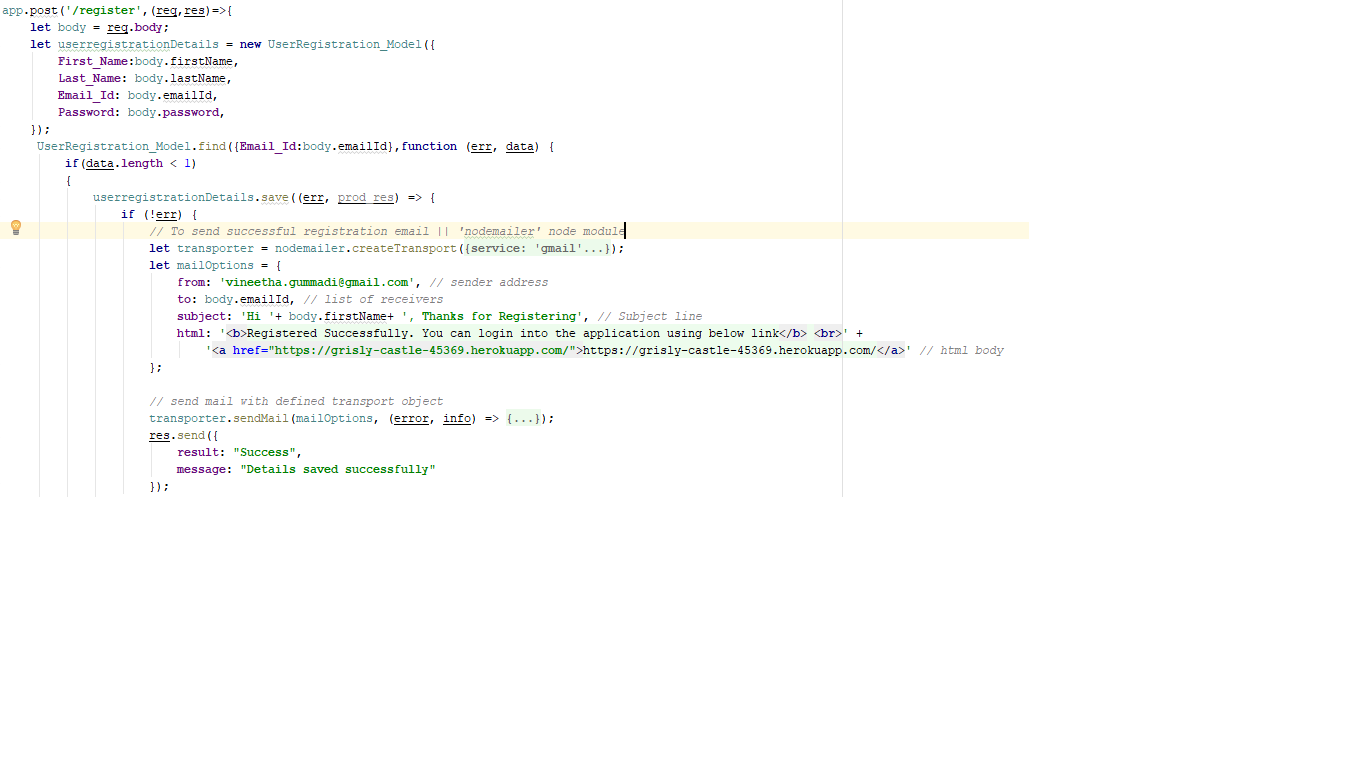 app.post('/register',(req,res)=>{
let body = req.body;
let userregistrationDetails = new UserRegistration_Model({
First_Name:body.firstName,
Last_Name: body.lastName,
Email_Id: body.emailId,
Password: body.password,
});
UserRegistration_Model.find({Email_Id:body.emailId},function (err, data) {
if(data.length < 1)
{
userregistrationDetails.save((err, prod_res) => {
if (!err) {
// To send successful registration email || 'nodemailer' node module
let transporter = nodemailer.createTransport({service: 'gmail'...});
let mailOptions = {
from: 'vineetha.gummadi@gmail.com', // sender address
to: body.emailId, // list of receivers
subject: 'Hi '+ body.firstName+ ', Thanks for Registering', // Subject line
html: '<b>Registered Successfully. You can login into the application using below link</b> <br>' +
'<a href="https://grisly-castle-45369.herokuapp.com/">https://grisly-castle-45369.herokuapp.com/</a>' // html body
};
// send mail with defined transport object
transporter.sendMail(mailOptions, (error, info) => {...});
res.send({
result: "Success",
message: "Details saved successfully"
});